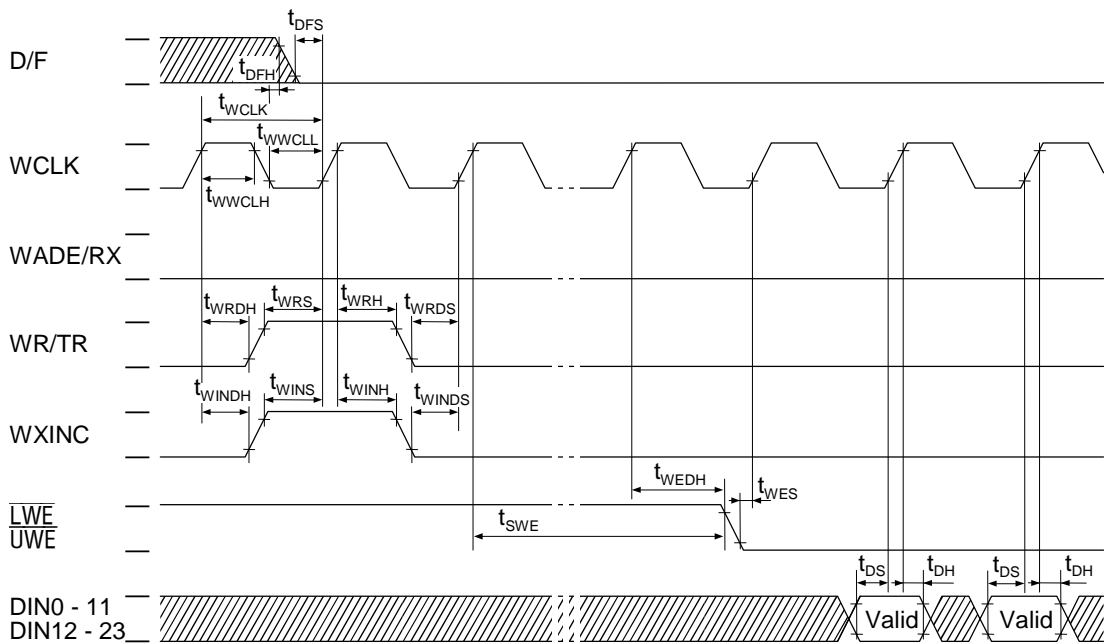 tDFS
D/F
tDFH
tWCLK
tWWCLL
WCLK
tWWCLH
WADE/RX
tWRDH tWRS tWRH tWRDS
WR/TR
tWINDH tWINS tWINH tWINDS
WXINC
tWEDH
tWES
LWE
tSWE
UWE
tDS tDH tDS tDH
DIN0 - 11
Valid Valid
DIN12 - 23